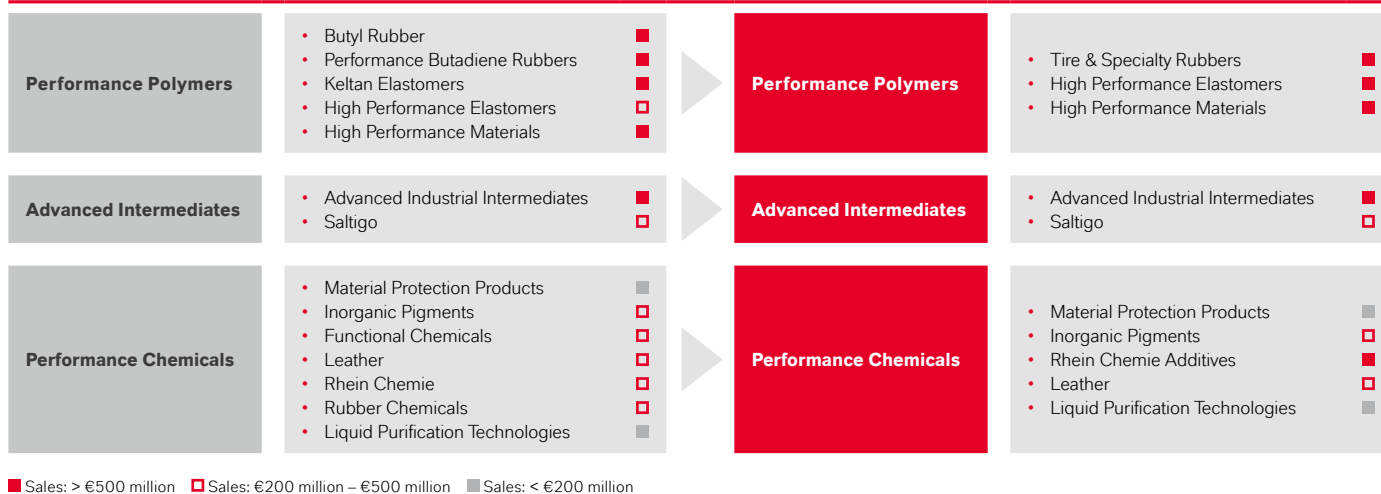 Performance Polymers
• Butyl Rubber
• Performance Butadiene Rubbers
• Keltan Elastomers
• High Performance Elastomers
• High Performance Materials
Performance Polymers
• Tire & Specialty Rubbers
• High Performance Elastomers
• High Performance Materials
Advanced Intermediates
• Advanced Industrial Intermediates
• Saltigo
Advanced Intermediates
• Advanced Industrial Intermediates
• Saltigo
Performance Chemicals
• Material Protection Products
• Inorganic Pigments
• Functional Chemicals
• Leather
• Rhein Chemie
• Rubber Chemicals
• Liquid Purification Technologies
Performance Chemicals
• Material Protection Products
• Inorganic Pigments
• Rhein Chemie Additives
• Leather
• Liquid Purification Technologies
Sales: > €500 million Sales: €200 million – €500 million Sales: < €200 million